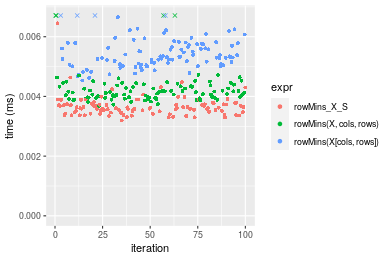 0.006
0.004
0.002
0.000
time (ms)
0
25
50
75
100
iteration
expr
rowMins_X_S
rowMins(X, cols, rows)
rowMins(X[cols, rows])